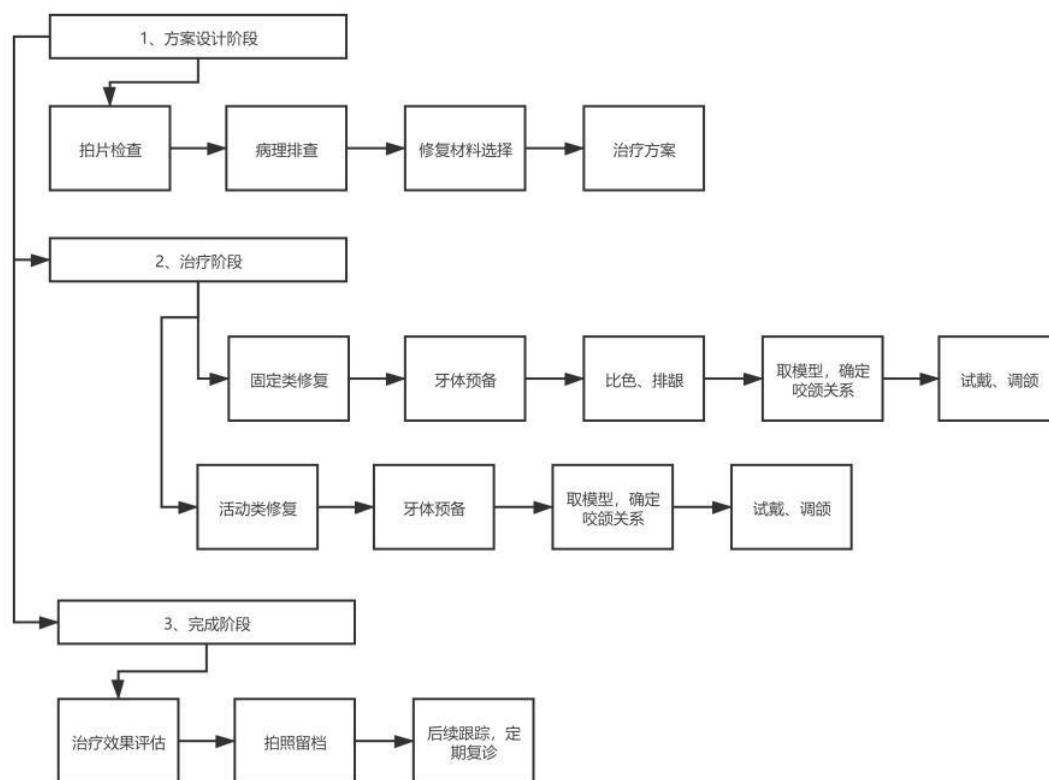 1、方案设计阶段
拍片检查
病理排查
修复材料选择
治疗方案
2、治疗阶段
固定类修复
牙体预备
比色、排龈
取模型，确定
咬颌关系
试戴、调颌
活动类修复
牙体预备
取模型，确定
咬颌关系
试戴、调颌
3、完成阶段
治疗效果评估
拍照留档
后续跟踪，定
期复诊